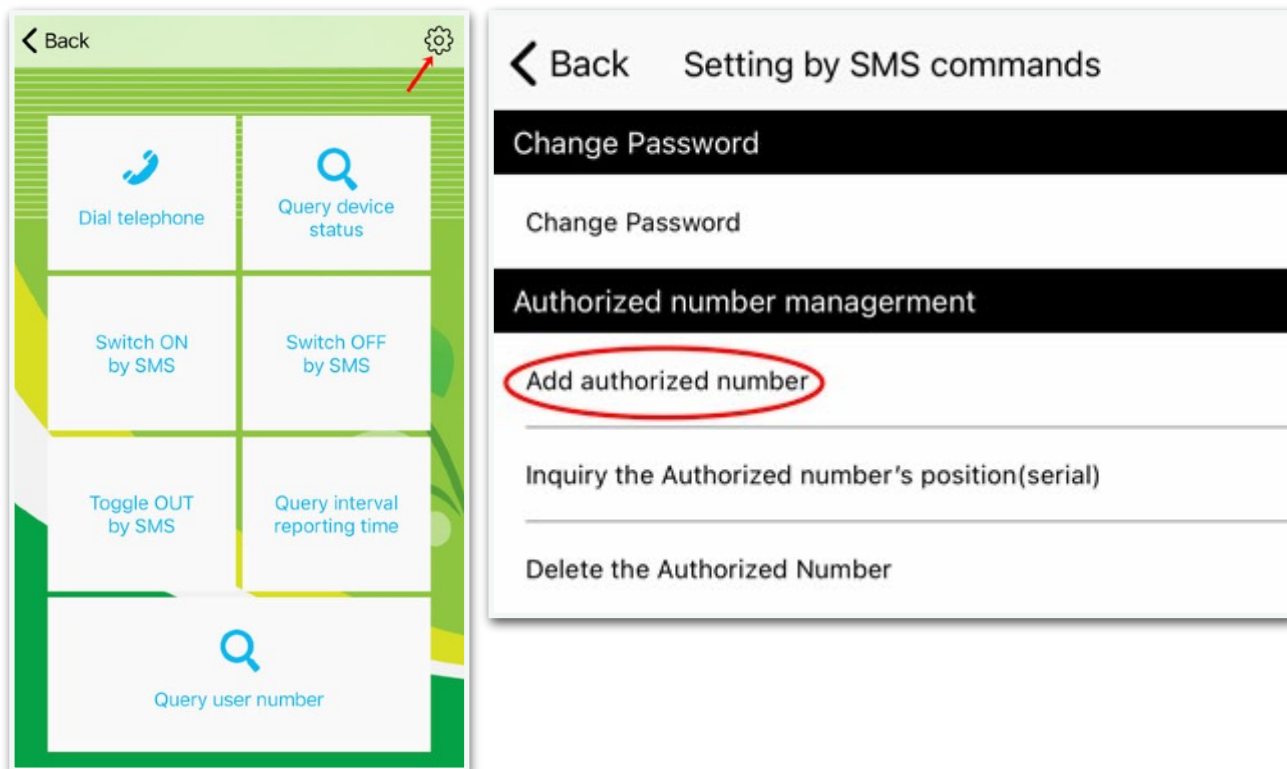 Back
Dial telephone
Query device
status
Switch ON
by SMS
Switch OFF
by SMS
Toggle OUT
by SMS
Query interval
reporting time
Query user number
Back Setting by SMS commands
Change Password
Change Password
Authorized number managerment
Add authorized number
Inquiry the Authorized number's position(serial)
Delete the Authorized Number